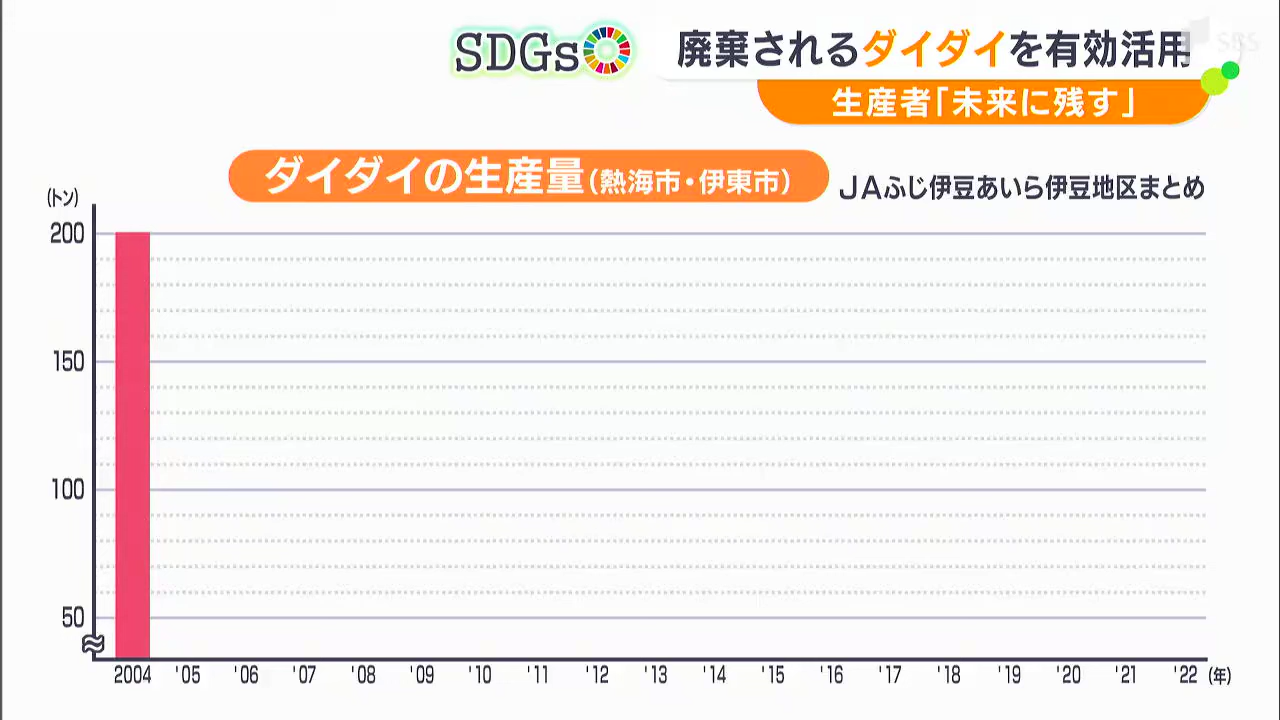 SDGs 廃棄されるダイダイを有効活用
SBS
生産者「未来に残す」
ダイダイの生産量(熱海市・伊東市) JAふじ伊豆あいら伊豆地区まとめ
(トン)
200
150
100
50
2004 '05 '06 '07 '08 '09 '10 '11 '12 '13 '14 '15 '16 '17 '18 '19 '20 '21 '22 (年)